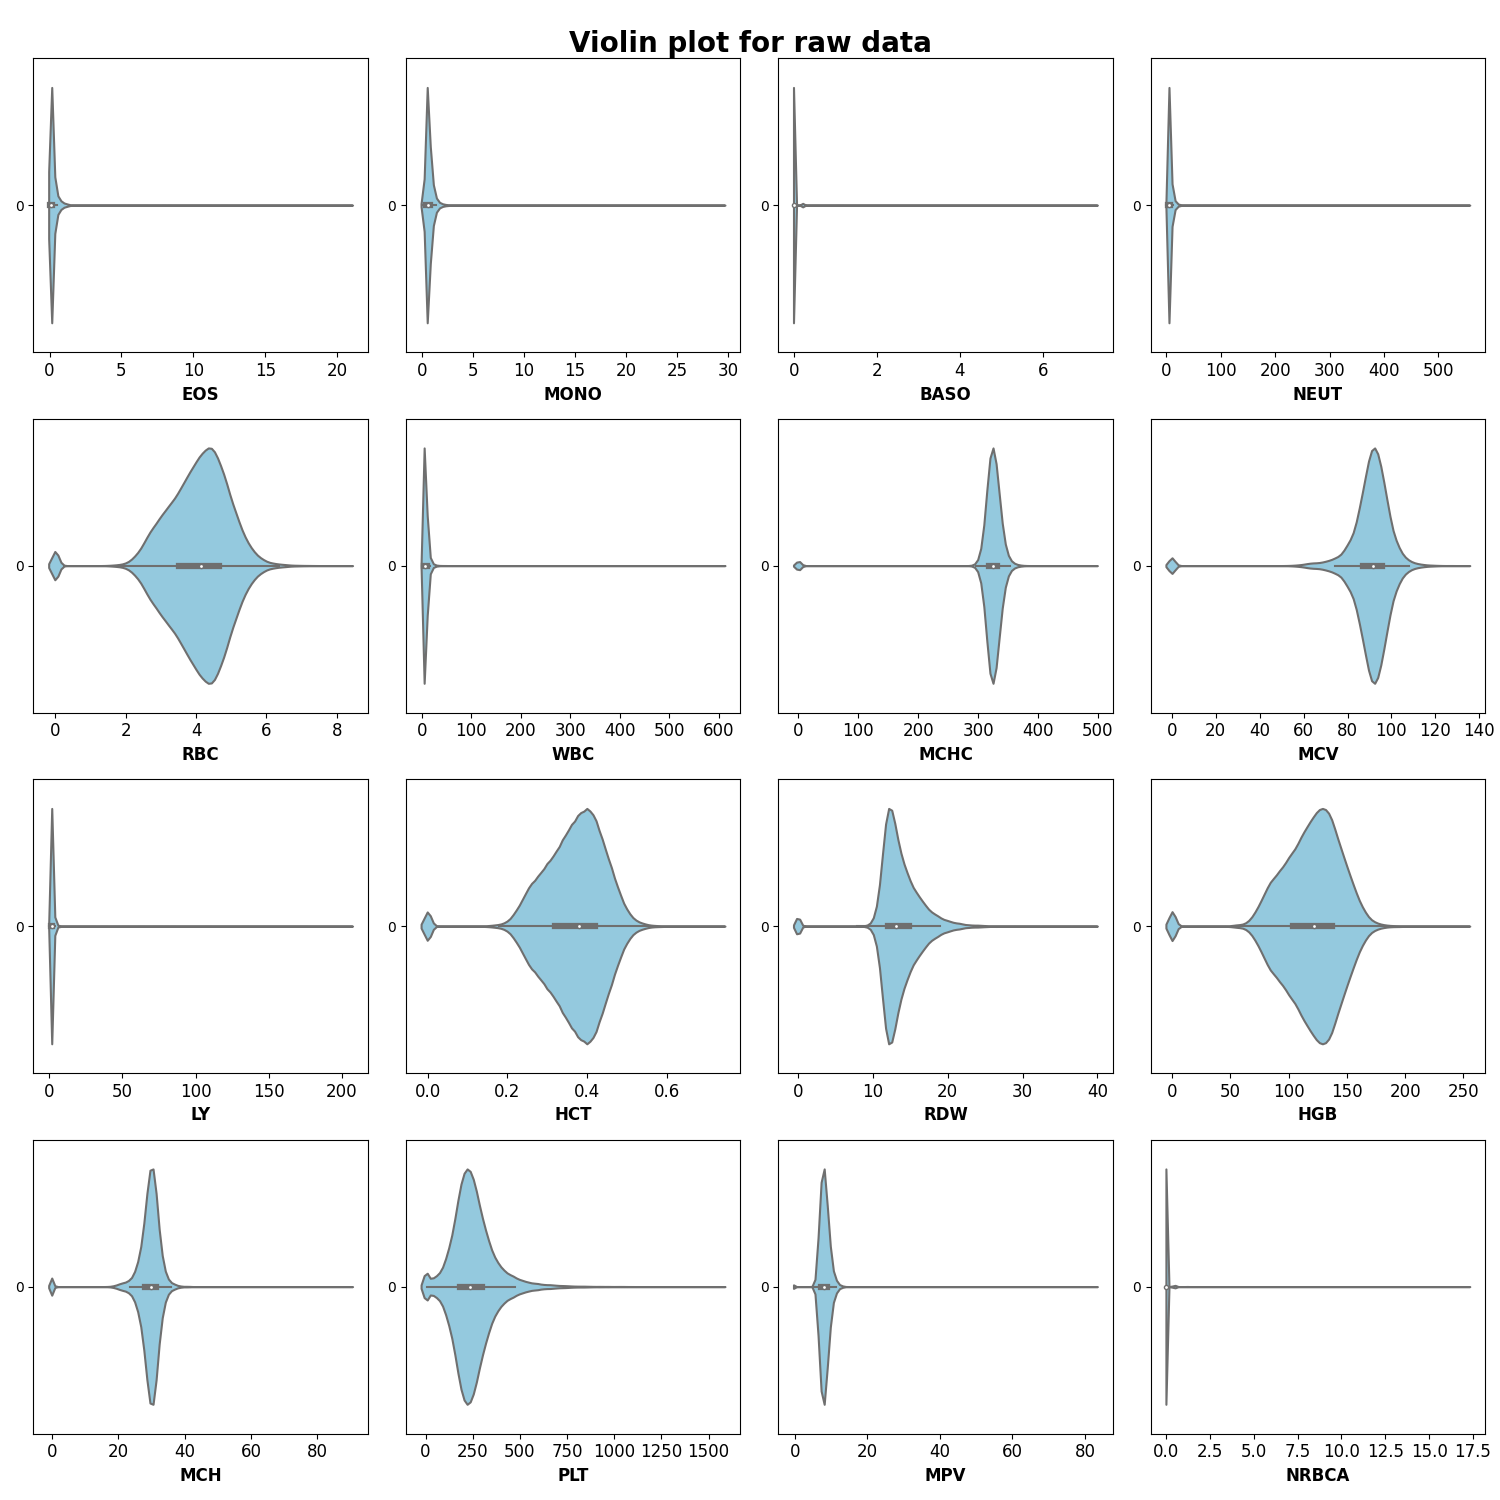 Violin plot for raw data
0 0 0 0
0 5 10 15 20 0 5 10 15 20 25 30 0 2 4 6 0 100 200 300 400 500
EOS MONO BASO NEUT
0 0 0 0
0 2 4 6 8 0 100 200 300 400 500 600 0 100 200 300 400 500 0 20 40 60 80 100 120 140
RBC WBC MCHC MCV
0 0 0 0
0 50 100 150 200 0.0 0.2 0.4 0.6 0 10 20 30 40 0 50 100 150 200 250
LY HCT RDW HGB
0 0 0 0
0 20 40 60 80 0 250 500 750 1000 1250 1500 0 20 40 60 80 0.0 2.5 5.0 7.5 10.0 12.5 15.0 17.5
MCH PLT MPV NRBCA